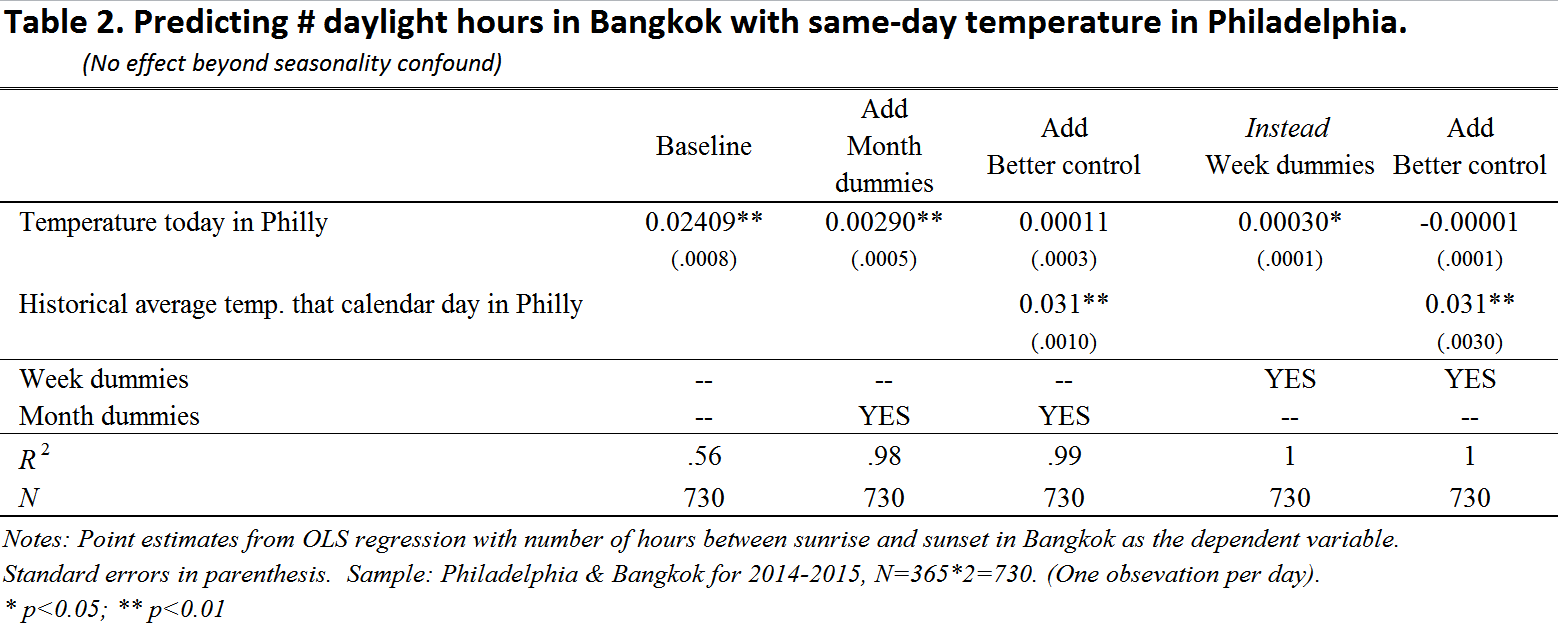 Table 2. Predicting # daylight hours in Bangkok with same-day temperature in Philadelphia.
(No effect beyond seasonality confound)
Baseline Add Month dummies Add Better control Instead Week dummies Add Better control
Temperature today in Philly 0.02409** 0.00290** 0.00011 0.00030* -0.00001
(.0008) (.0005) (.0003) (.0001) (.0001)
Historical average temp. that calendar day in Philly 0.031** 0.031**
(.0010) (.0030)
Week dummies -- -- -- YES YES
Month dummies -- YES YES -- --
R² .56 .98 .99 1 1
N 730 730 730 730 730
Notes: Point estimates from OLS regression with number of hours between sunrise and sunset in Bangkok as the dependent variable.
Standard errors in parenthesis. Sample: Philadelphia & Bangkok for 2014-2015, N=365*2=730. (One obsevation per day).
* p<0.05; ** p<0.01